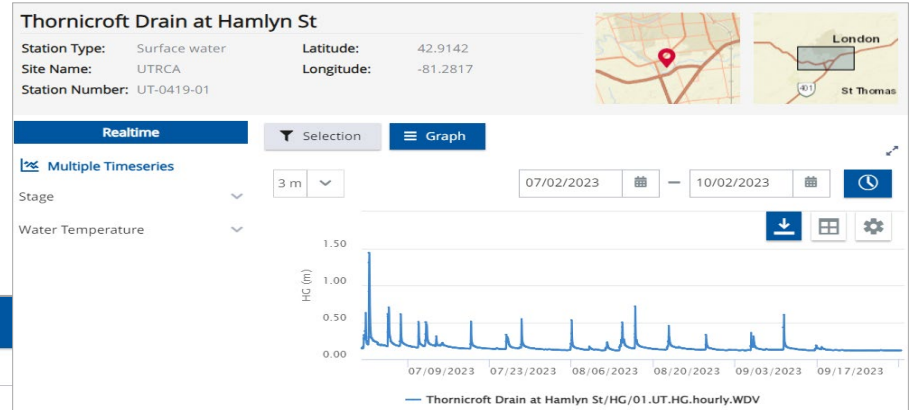 Thornicroft Drain at Hamlyn St
Station Type: Surface water Latitude: 42.9142
Site Name: UTRCA Longitude: -81.2817
Station Number: UT-0419-01
London
401
St Thomas
Realtime
Selection
Graph
Multiple Timeseries
Stage
Water Temperature
3 m
07/02/2023 — 10/02/2023
HG (m)
1.50
1.00
0.50
0.00
07/09/2023 07/23/2023 08/06/2023 08/20/2023 09/03/2023 09/17/2023
Thornicroft Drain at Hamlyn St/HG/01.UT.HG.hourly.WDV